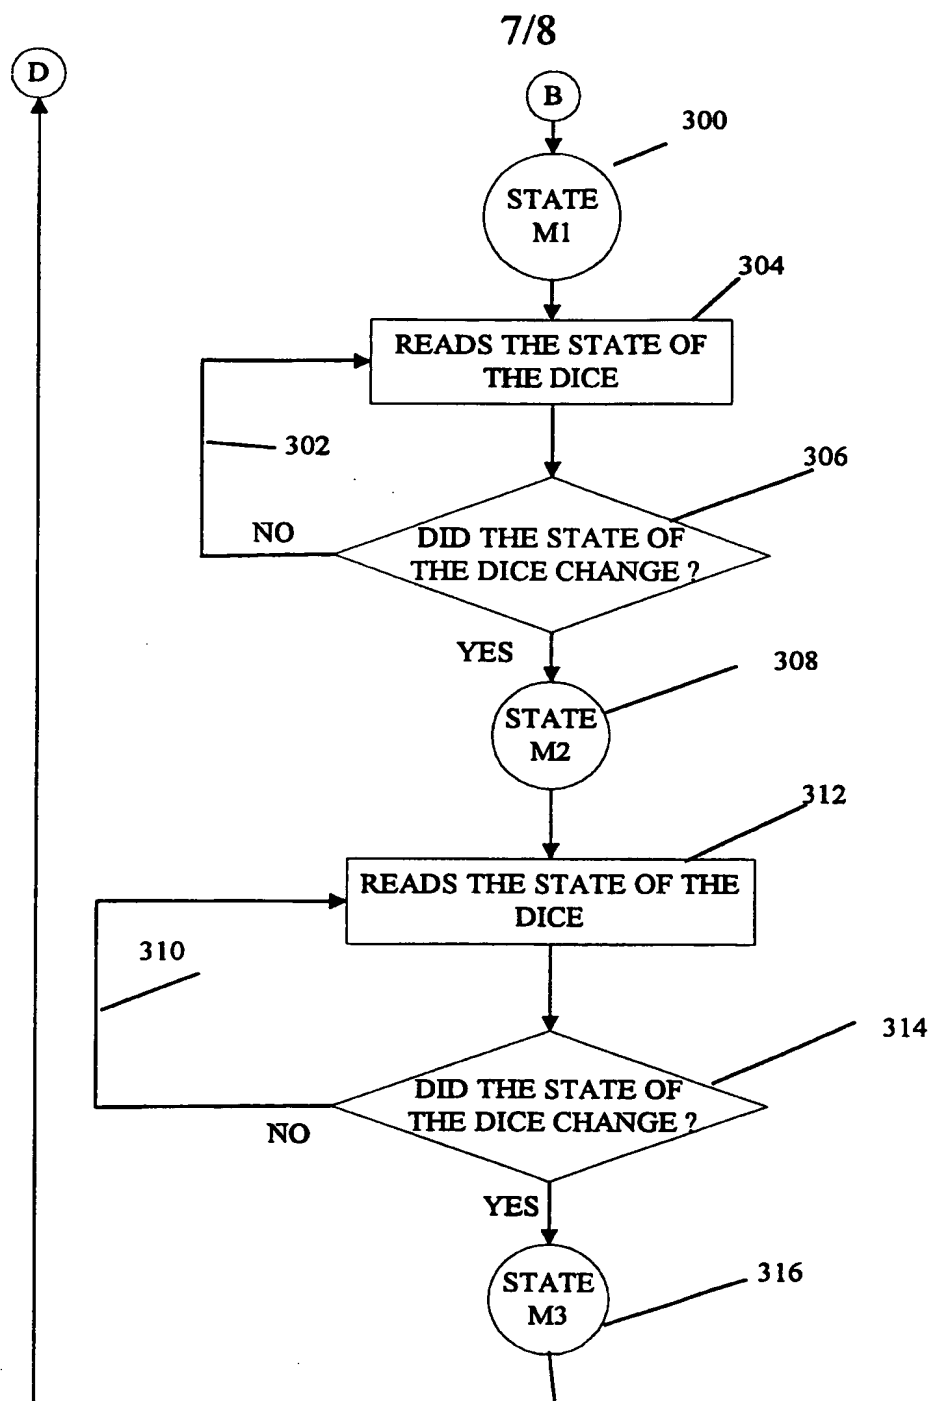 7/8
D
B
300
STATE
M1
304
READS THE STATE OF
THE DICE
302
306
NO
DID THE STATE OF
THE DICE CHANGE ?
YES
308
STATE
M2
312
READS THE STATE OF THE
DICE
310
314
DID THE STATE OF
THE DICE CHANGE ?
NO
YES
STATE
M3
316